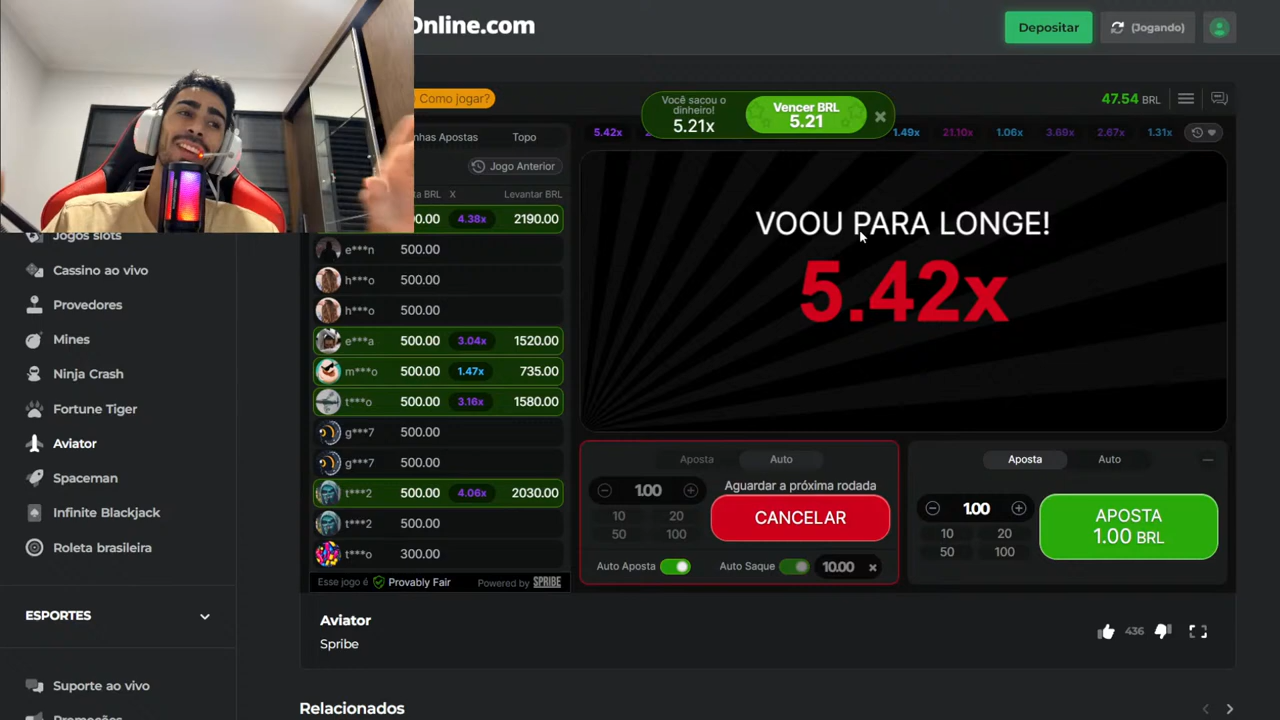 Online.com
Depositar
(Jogando)
Como jogar?
Você sacou o
dinheiro!
5.21x
Vencer BRL
5.21
47.54 BRL
nhas Apostas
Topo
5.42x
1.49x
21.10x
1.06x
3.69x
2.67x
1.31x
Jogo Anterior
BRL
X
Levantar BRL
00.00
4.38x
2190.00
e***n
500.00
h***o
500.00
h***o
500.00
e***a
500.00
3.04x
1520.00
m***o
500.00
1.47x
735.00
t***o
500.00
3.16x
1580.00
g***7
500.00
g***7
500.00
t***2
500.00
4.06x
2030.00
t***2
500.00
t***o
300.00
Esse jogo é
Provably Fair
Powered by SPRIBE
VOOU PARA LONGE!
5.42x
Aposta
Auto
1.00
10
20
50
100
Aguardar a próxima rodada
CANCELAR
Auto Aposta
Auto Saque
10.00
Aposta
Auto
1.00
10
20
50
100
APOSTA
1.00 BRL
Jogos slots
Cassino ao vivo
Provedores
Mines
Ninja Crash
Fortune Tiger
Aviator
Spaceman
Infinite Blackjack
Roleta brasileira
ESPORTES
Suporte ao vivo
Aviator
Spribe
436
Relacionados